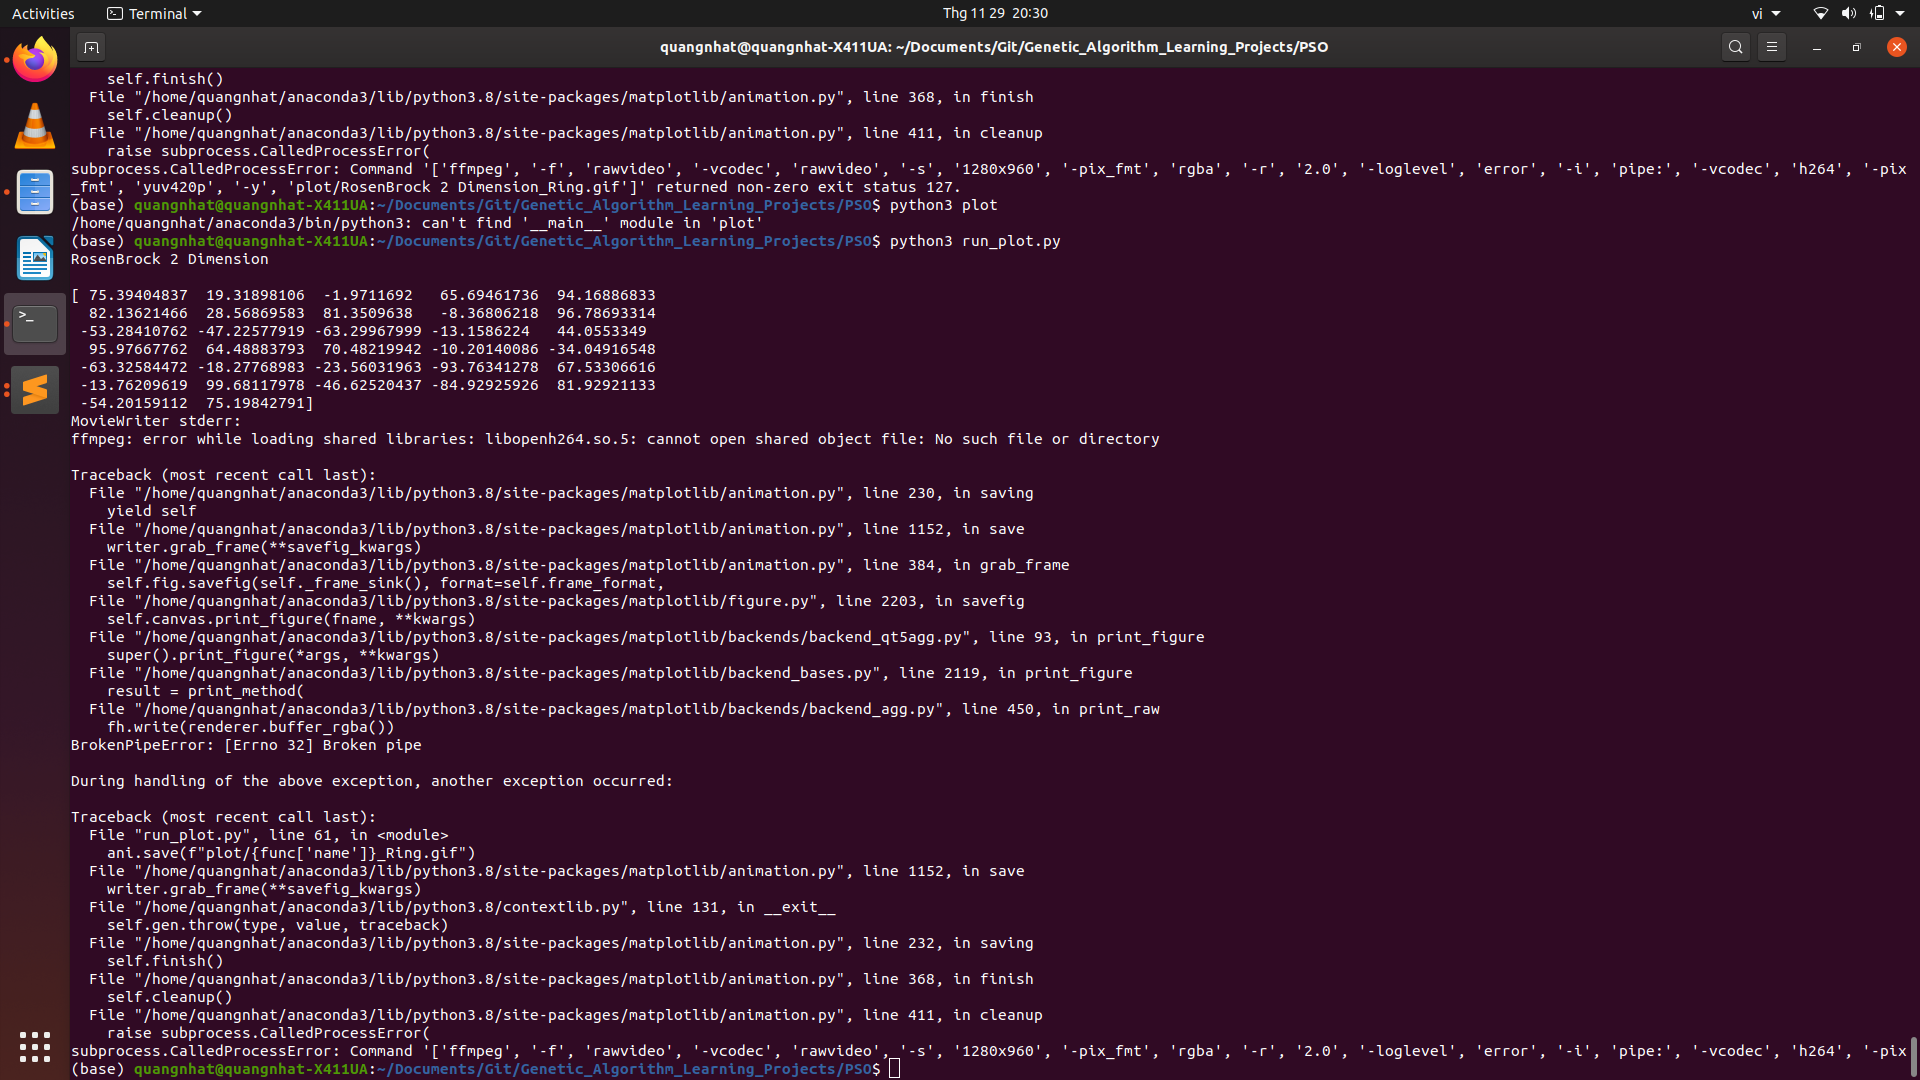 Activities
Terminal
Thg 11 29 20:30
vi
quangnhat@quangnhat-X411UA: ~/Documents/Git/Genetic_Algorithm_Learning_Projects/PSO
    self.finish()
  File "/home/quangnhat/anaconda3/lib/python3.8/site-packages/matplotlib/animation.py", line 368, in finish
    self.cleanup()
  File "/home/quangnhat/anaconda3/lib/python3.8/site-packages/matplotlib/animation.py", line 411, in cleanup
    raise subprocess.CalledProcessError(
subprocess.CalledProcessError: Command '['ffmpeg', '-f', 'rawvideo', '-vcodec', 'rawvideo', '-s', '1280x960', '-pix_fmt', 'rgba', '-r', '2.0', '-loglevel', 'error', '-i', 'pipe:', '-vcodec', 'h264', '-pix
_fmt', 'yuv420p', '-y', 'plot/RosenBrock 2 Dimension_Ring.gif']' returned non-zero exit status 127.
(base) quangnhat@quangnhat-X411UA:~/Documents/Git/Genetic_Algorithm_Learning_Projects/PSO$ python3 plot
/home/quangnhat/anaconda3/bin/python3: can't find '__main__' module in 'plot'
(base) quangnhat@quangnhat-X411UA:~/Documents/Git/Genetic_Algorithm_Learning_Projects/PSO$ python3 run_plot.py
RosenBrock 2 Dimension
[ 75.39404837  19.31898106  -1.9711692   65.69461736  94.16886833
  82.13621466  28.56869583  81.3509638   -8.36806218  96.78693314
 -53.28410762 -47.22577919 -63.29967999 -13.1586224   44.0553349
  95.97667762  64.48883793  70.48219942 -10.20140086 -34.04916548
 -63.32584472 -18.27768983 -23.56031963 -93.76341278  67.53306616
 -13.76209619  99.68117978 -46.62520437 -84.92925926  81.92921133
 -54.20159112  75.19842791]
MovieWriter stderr:
ffmpeg: error while loading shared libraries: libopenh264.so.5: cannot open shared object file: No such file or directory
Traceback (most recent call last):
  File "/home/quangnhat/anaconda3/lib/python3.8/site-packages/matplotlib/animation.py", line 230, in saving
    yield self
  File "/home/quangnhat/anaconda3/lib/python3.8/site-packages/matplotlib/animation.py", line 1152, in save
    writer.grab_frame(**savefig_kwargs)
  File "/home/quangnhat/anaconda3/lib/python3.8/site-packages/matplotlib/animation.py", line 384, in grab_frame
    self.fig.savefig(self._frame_sink(), format=self.frame_format,
  File "/home/quangnhat/anaconda3/lib/python3.8/site-packages/matplotlib/figure.py", line 2203, in savefig
    self.canvas.print_figure(fname, **kwargs)
  File "/home/quangnhat/anaconda3/lib/python3.8/site-packages/matplotlib/backends/backend_qt5agg.py", line 93, in print_figure
    super().print_figure(*args, **kwargs)
  File "/home/quangnhat/anaconda3/lib/python3.8/site-packages/matplotlib/backend_bases.py", line 2119, in print_figure
    result = print_method(
  File "/home/quangnhat/anaconda3/lib/python3.8/site-packages/matplotlib/backends/backend_agg.py", line 450, in print_raw
    fh.write(renderer.buffer_rgba())
BrokenPipeError: [Errno 32] Broken pipe
During handling of the above exception, another exception occurred:
Traceback (most recent call last):
  File "run_plot.py", line 61, in <module>
    ani.save(f"plot/{func['name']}_Ring.gif")
  File "/home/quangnhat/anaconda3/lib/python3.8/site-packages/matplotlib/animation.py", line 1152, in save
    writer.grab_frame(**savefig_kwargs)
  File "/home/quangnhat/anaconda3/lib/python3.8/contextlib.py", line 131, in __exit__
    self.gen.throw(type, value, traceback)
  File "/home/quangnhat/anaconda3/lib/python3.8/site-packages/matplotlib/animation.py", line 232, in saving
    self.finish()
  File "/home/quangnhat/anaconda3/lib/python3.8/site-packages/matplotlib/animation.py", line 368, in finish
    self.cleanup()
  File "/home/quangnhat/anaconda3/lib/python3.8/site-packages/matplotlib/animation.py", line 411, in cleanup
    raise subprocess.CalledProcessError(
subprocess.CalledProcessError: Command '['ffmpeg', '-f', 'rawvideo', '-vcodec', 'rawvideo', '-s', '1280x960', '-pix_fmt', 'rgba', '-r', '2.0', '-loglevel', 'error', '-i', 'pipe:', '-vcodec', 'h264', '-pix
(base) quangnhat@quangnhat-X411UA:~/Documents/Git/Genetic_Algorithm_Learning_Projects/PSO$